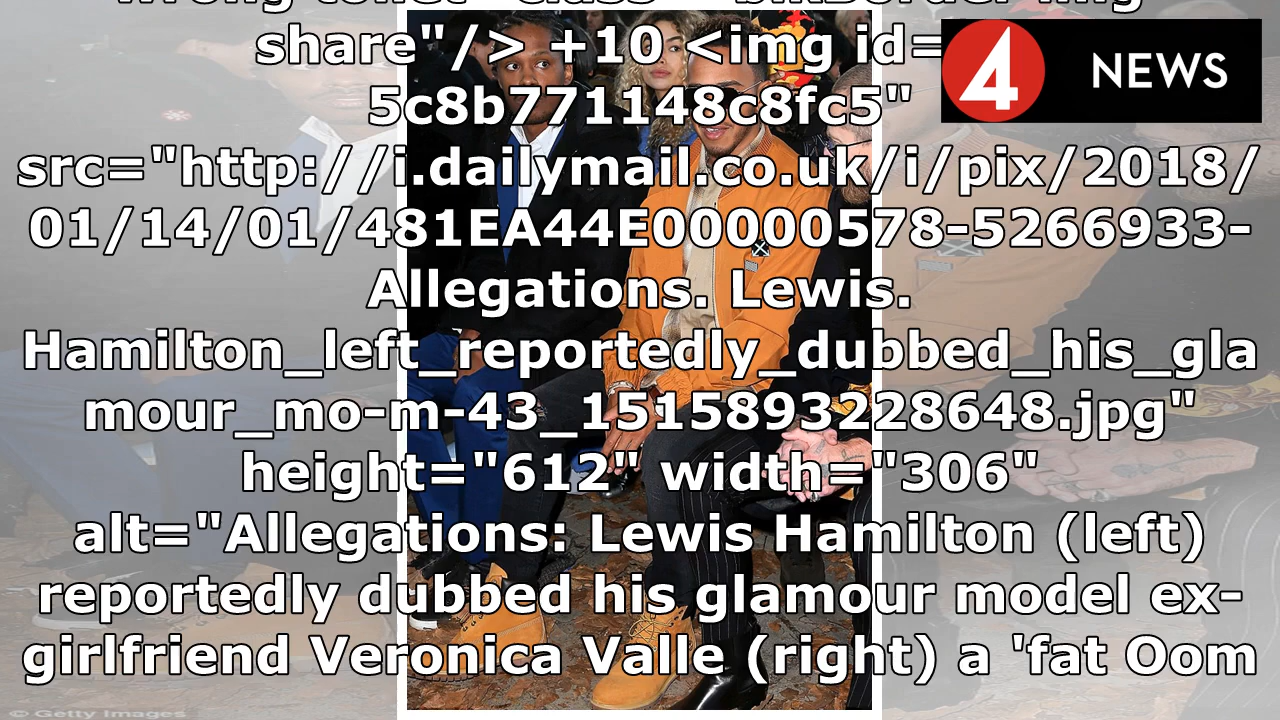 share"/> +10 <img id=
5c8b771148c8fc5"
src="http://i.dailymail.co.uk/i/pix/2018/
01/14/01/481EA44E00000578-5266933-
Allegations. Lewis.
Hamilton_left_reportedly_dubbed_his_gla
mour_mo-m-43_1515893228648.jpg"
height="612" width="306"
alt="Allegations: Lewis Hamilton (left)
reportedly dubbed his glamour model ex-
girlfriend Veronica Valle (right) a 'fat Oom
4 NEWS
© Getty Images